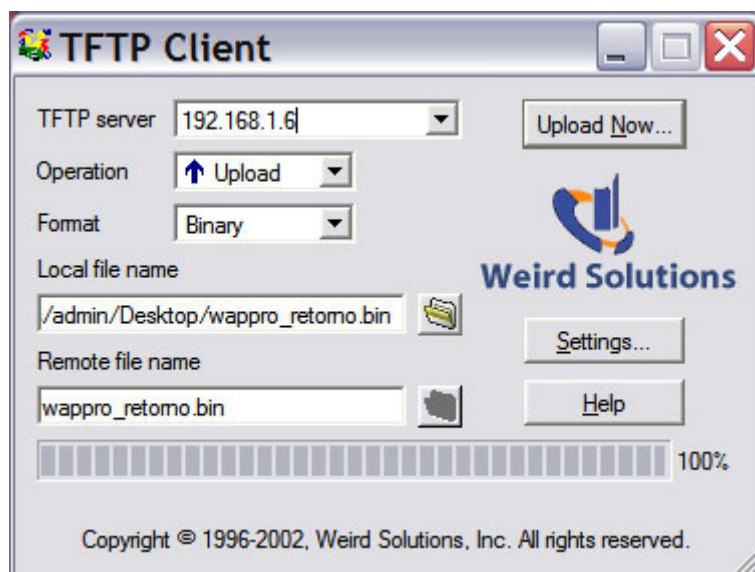 TFTP Client
TFTP server 192.168.1.6 Upload Now...
Operation Upload
Format Binary
Weird Solutions
Local file name
/admin/Desktop/wappro_retorno.bin
Settings...
Remote file name
wappro_retorno.bin Help
100%
Copyright © 1996-2002, Weird Solutions, Inc. All rights reserved.